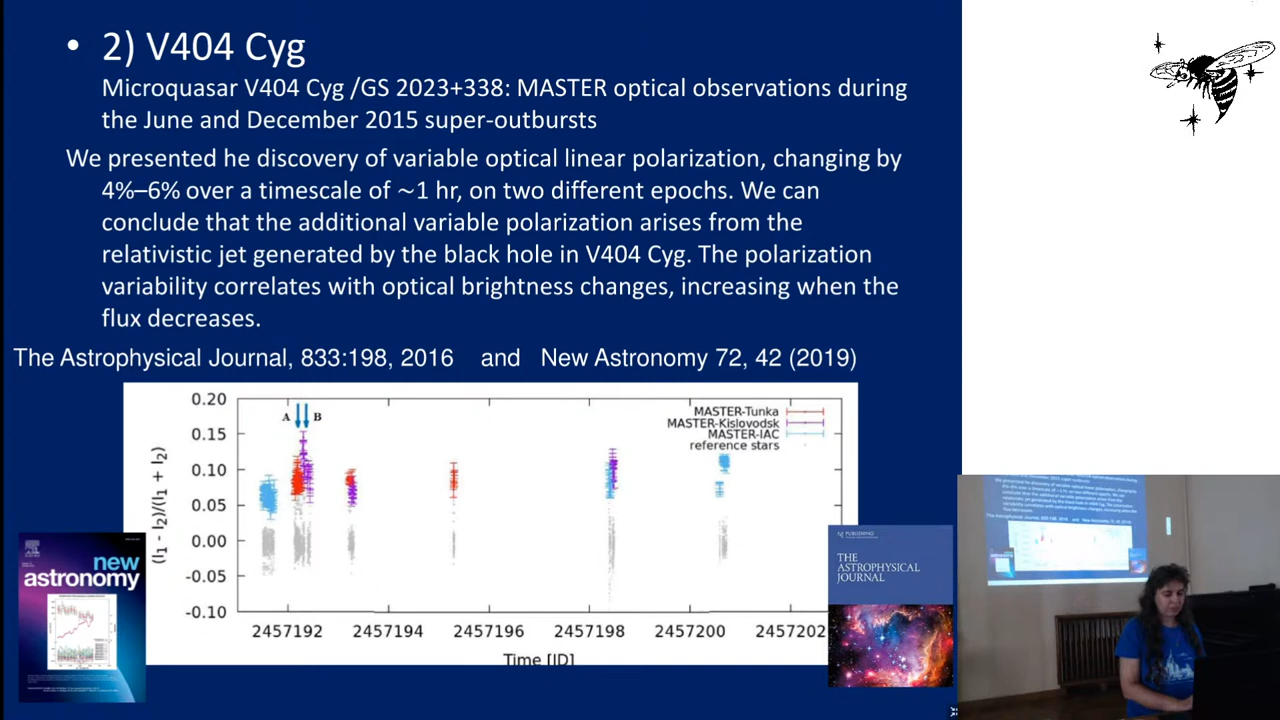 • 2) V404 Cyg
Microquasar V404 Cyg /GS 2023+338: MASTER optical observations during
the June and December 2015 super-outbursts
We presented he discovery of variable optical linear polarization, changing by
4%–6% over a timescale of ~1 hr, on two different epochs. We can
conclude that the additional variable polarization arises from the
relativistic jet generated by the black hole in V404 Cyg. The polarization
variability correlates with optical brightness changes, increasing when the
flux decreases.
The Astrophysical Journal, 833:198, 2016 and New Astronomy 72, 42 (2019)
0.20
0.15
0.10
0.05
0.00
-0.05
-0.10
(I1 - I2)/(I1 + I2)
A B
MASTER-Tunka
MASTER-Kislovodsk
MASTER-IAC
reference stars
2457192 2457194 2457196 2457198 2457200 2457202
Time [JD]
new
astronomy
THE
ASTROPHYSICAL
JOURNAL